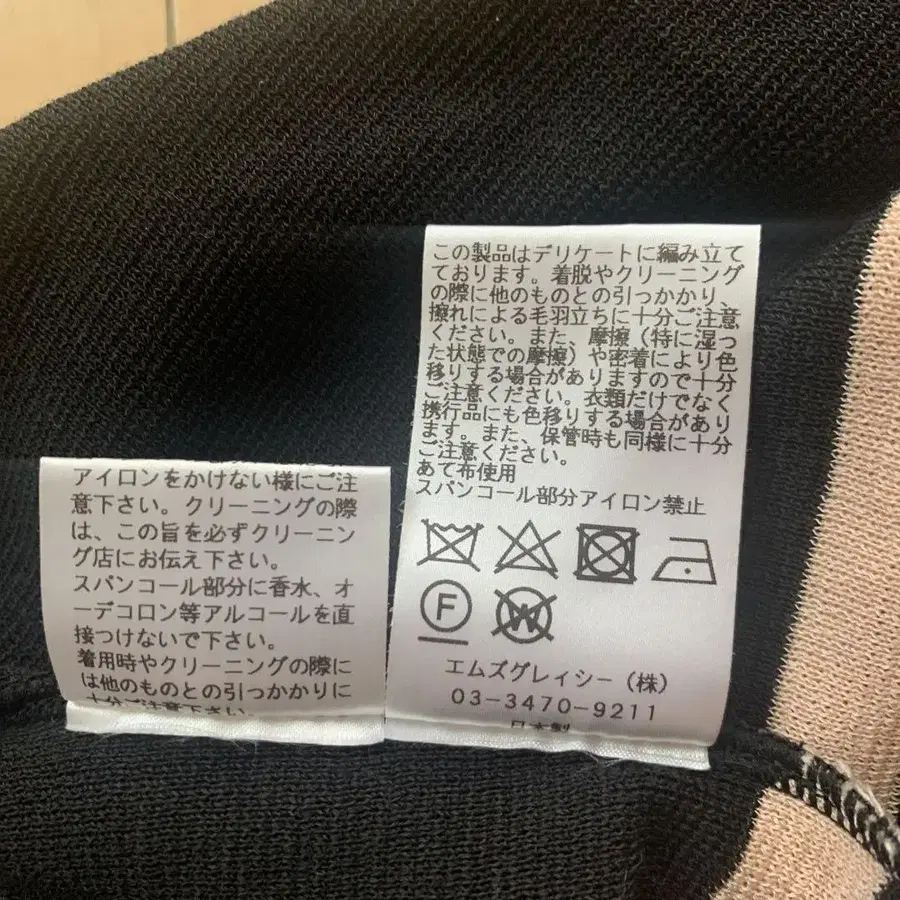 アイロンをかけない様にご注
意下さい。クリーニングの際
は、この旨を必ずクリーニン
グ店にお伝え下さい。
スパンコール部分に香水、オ
ーデコロン等アルコールを直
接つけないで下さい。
着用時やクリーニングの際に
は他のものとの引っかかりに
十分ご注意下さい。
この製品はデリケートに編み立て
ております。着脱やクリーニング
の際に他のものとの引っかかり、
擦れによる毛羽立ちに十分ご注意
ください。また、摩擦（特に湿っ
た状態での摩擦）や密着により色
移りする場合がありますので十分
ご注意ください。衣類だけでなく
携行品にも色移りする場合があり
ます。また、保管時も同様に十分
ご注意ください。
あて布使用
スパンコール部分アイロン禁止
F
W
エムズグレイシー（株）
03-3470-9211
日本製